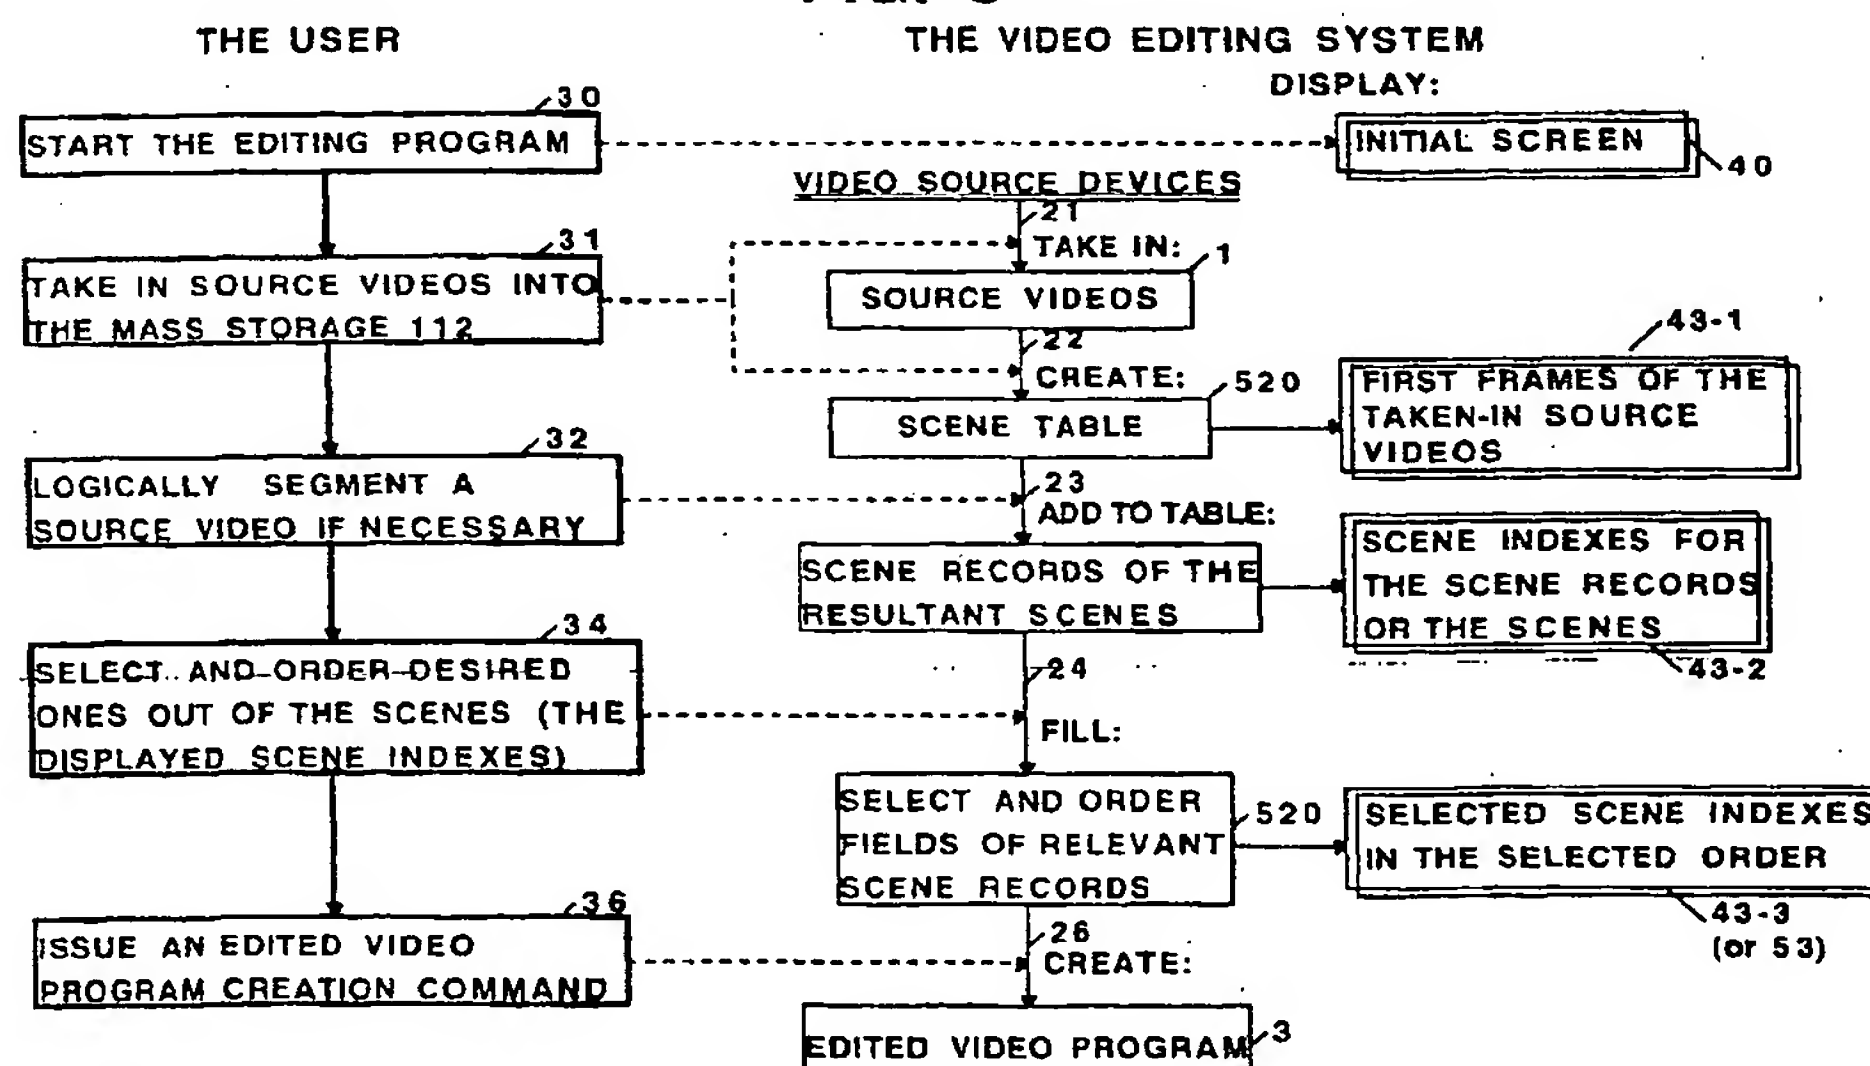 THE USER
THE VIDEO EDITING SYSTEM
DISPLAY:
30
START THE EDITING PROGRAM
INITIAL SCREEN
40
VIDEO SOURCE DEVICES
21
TAKE IN:
31
TAKE IN SOURCE VIDEOS INTO
THE MASS STORAGE 112
1
SOURCE VIDEOS
22
CREATE:
520
SCENE TABLE
43-1
FIRST FRAMES OF THE
TAKEN-IN SOURCE
VIDEOS
32
LOGICALLY SEGMENT A
SOURCE VIDEO IF NECESSARY
23
ADD TO TABLE:
SCENE RECORDS OF THE
RESULTANT SCENES
SCENE INDEXES FOR
THE SCENE RECORDS
OR THE SCENES
43-2
34
SELECT AND ORDER DESIRED
ONES OUT OF THE SCENES (THE
DISPLAYED SCENE INDEXES)
24
FILL:
SELECT AND ORDER
FIELDS OF RELEVANT
SCENE RECORDS
520
SELECTED SCENE INDEXES
IN THE SELECTED ORDER
43-3
(or 53)
36
ISSUE AN EDITED VIDEO
PROGRAM CREATION COMMAND
26
CREATE:
EDITED VIDEO PROGRAM
3